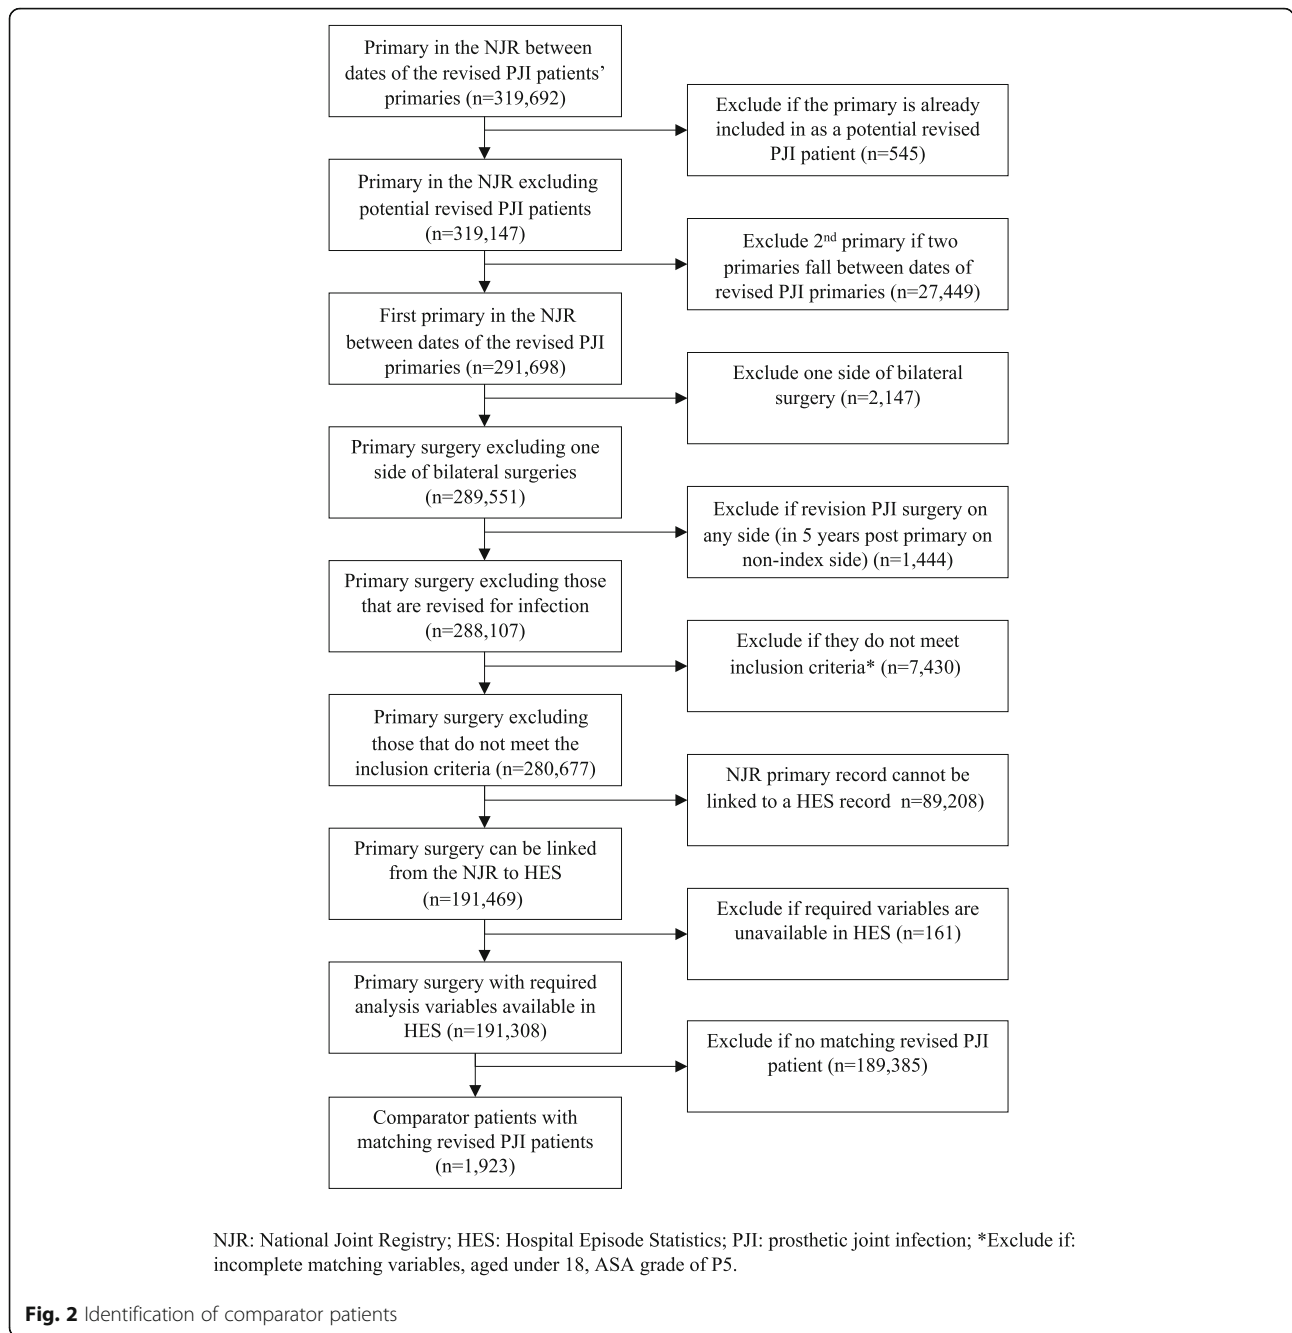 Primary in the NJR between
dates of the revised PJI patients'
primaries (n=319,692)
Exclude if the primary is already
included in as a potential revised
PJI patient (n=545)
Primary in the NJR excluding
potential revised PJI patients
(n=319,147)
Exclude 2nd primary if two
primaries fall between dates of
revised PJI primaries (n=27,449)
First primary in the NJR
between dates of the revised PJI
primaries (n=291,698)
Exclude one side of bilateral
surgery (n=2,147)
Primary surgery excluding one
side of bilateral surgeries
(n=289,551)
Exclude if revision PJI surgery on
any side (in 5 years post primary on
non-index side) (n=1,444)
Primary surgery excluding those
that are revised for infection
(n=288,107)
Exclude if they do not meet
inclusion criteria* (n=7,430)
Primary surgery excluding
those that do not meet the
inclusion criteria (n=280,677)
NJR primary record cannot be
linked to a HES record n=89,208)
Primary surgery can be linked
from the NJR to HES
(n=191,469)
Exclude if required variables are
unavailable in HES (n=161)
Primary surgery with required
analysis variables available in
HES (n=191,308)
Exclude if no matching revised PJI
patient (n=189,385)
Comparator patients with
matching revised PJI patients
(n=1,923)
NJR: National Joint Registry; HES: Hospital Episode Statistics; PJI: prosthetic joint infection; *Exclude if:
incomplete matching variables, aged under 18, ASA grade of P5.
Fig. 2 Identification of comparator patients